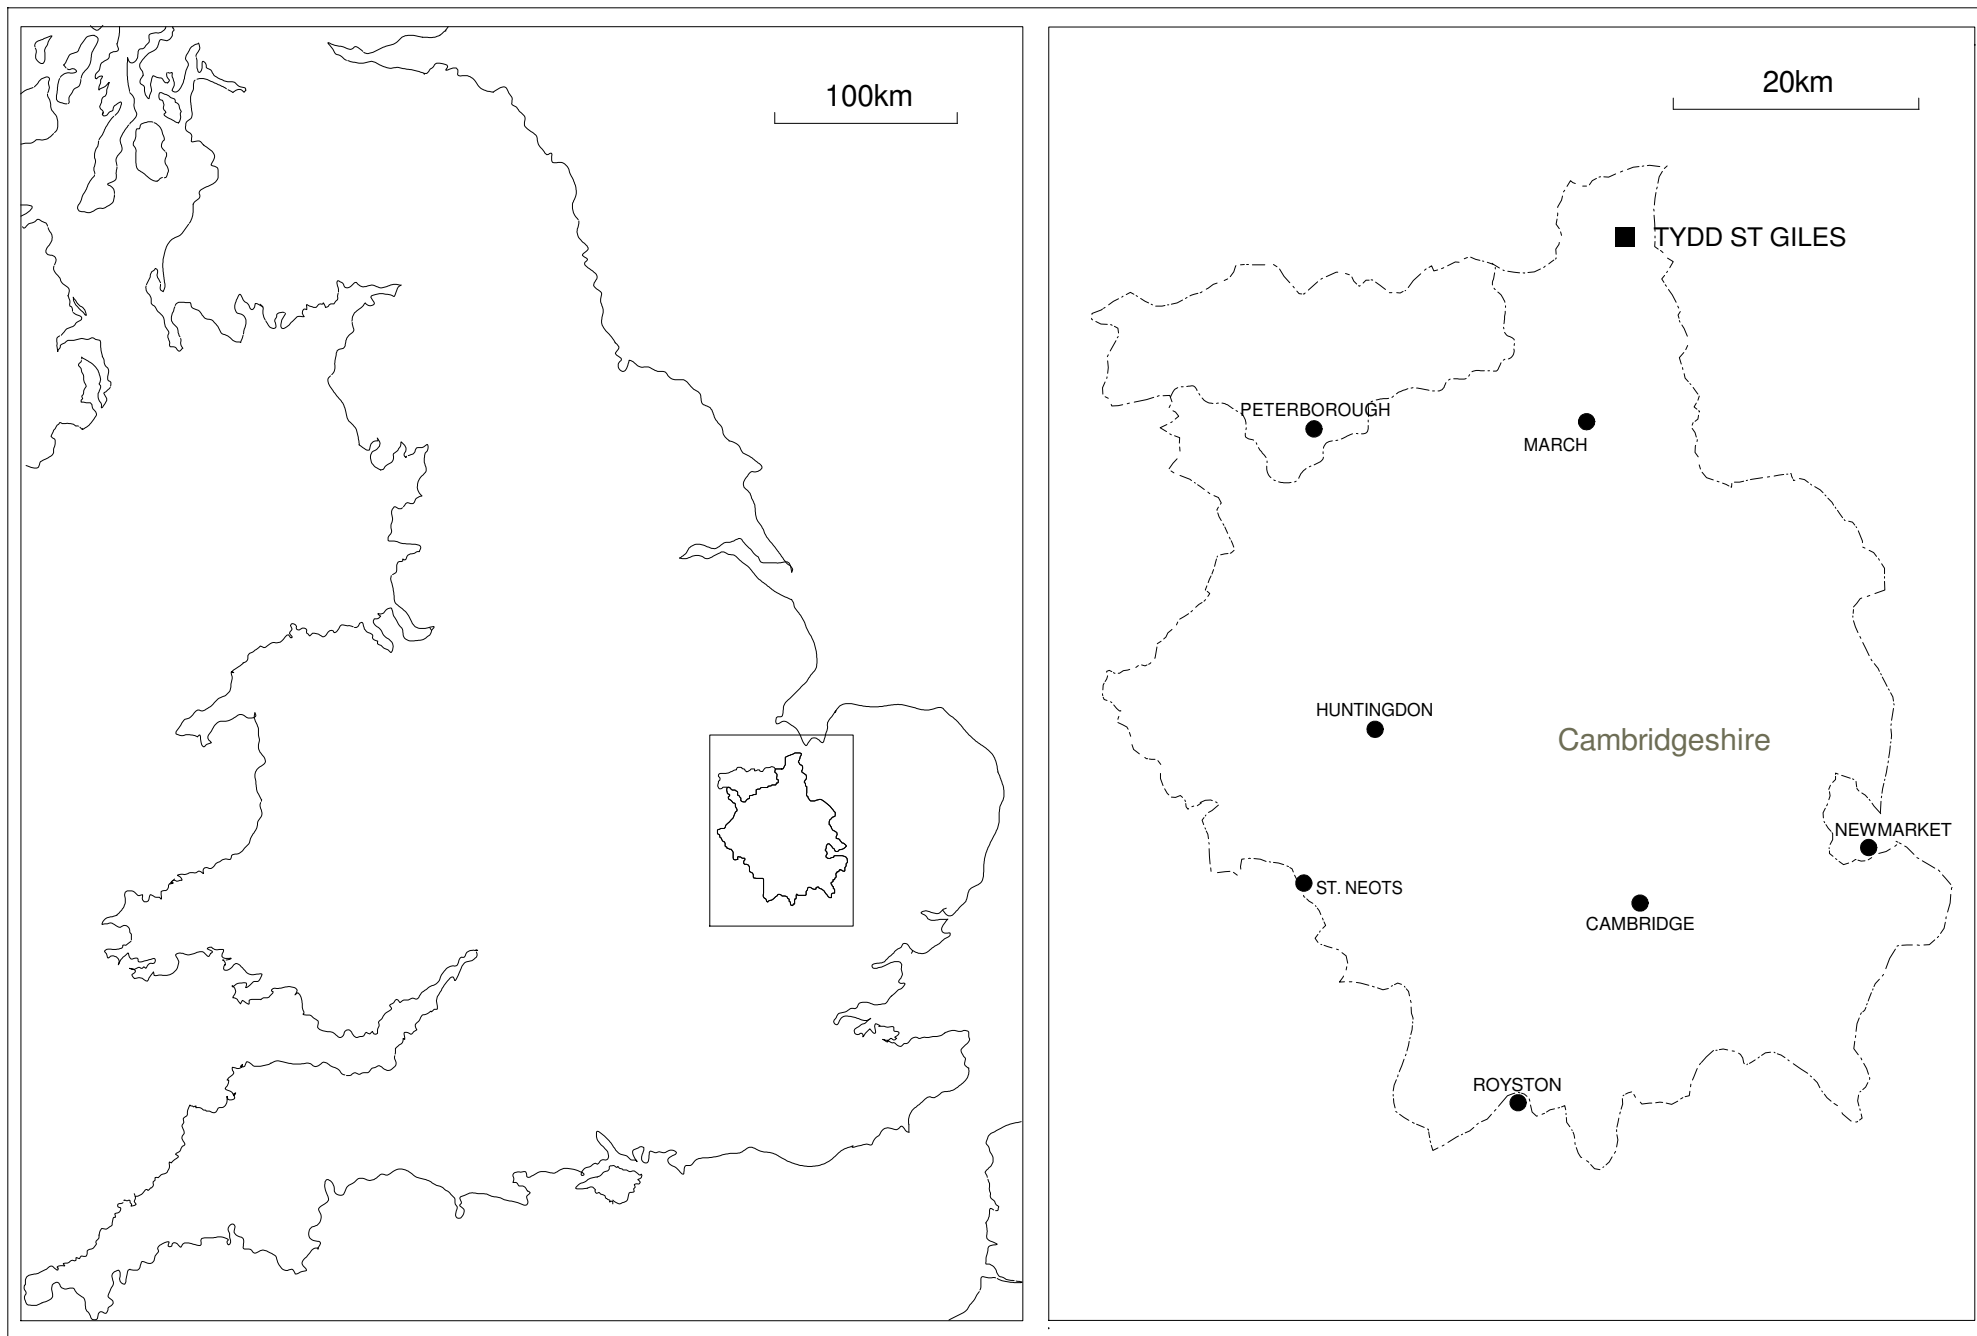 100km
20km
TYDD ST GILES
PETERBOROUGH
MARCH
HUNTINGDON
Cambridgeshire
NEWMARKET
ST. NEOTS
CAMBRIDGE
ROYSTON